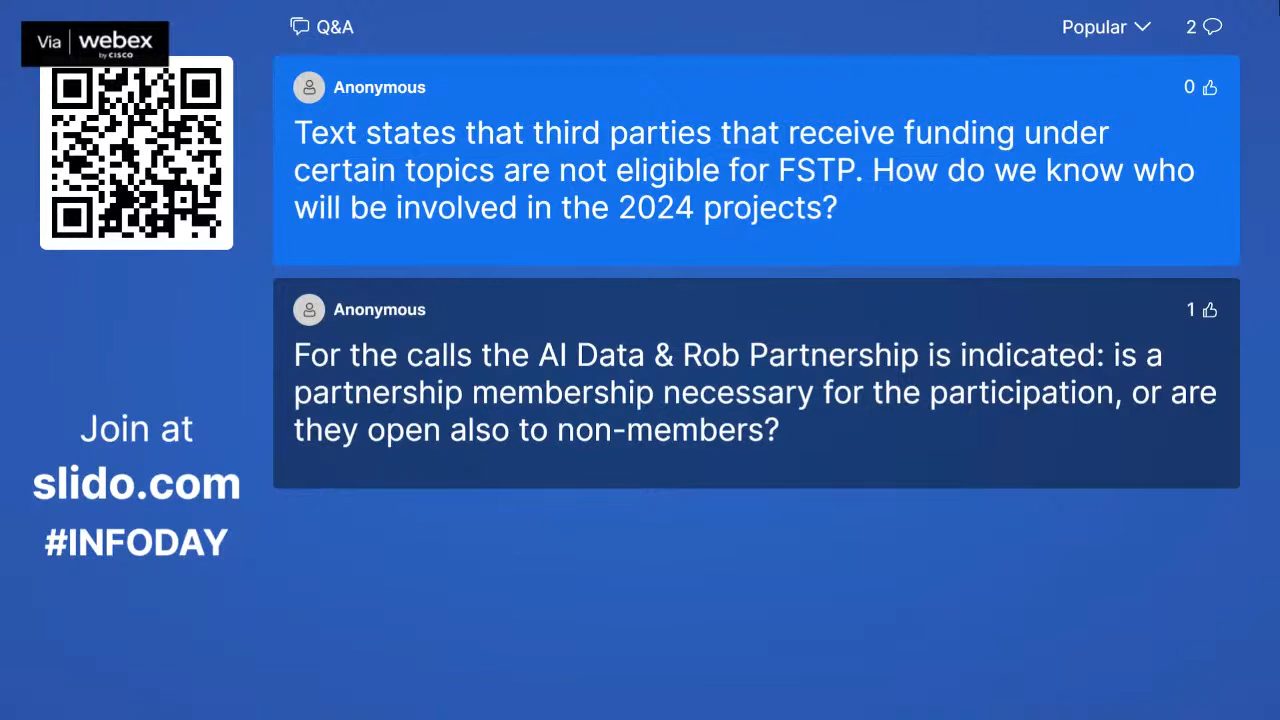 Via webex
by CISCO
Q&A
Popular
2
Anonymous
0
Text states that third parties that receive funding under
certain topics are not eligible for FSTP. How do we know who
will be involved in the 2024 projects?
Anonymous
1
For the calls the AI Data & Rob Partnership is indicated: is a
partnership membership necessary for the participation, or are
they open also to non-members?
Join at
slido.com
#INFODAY